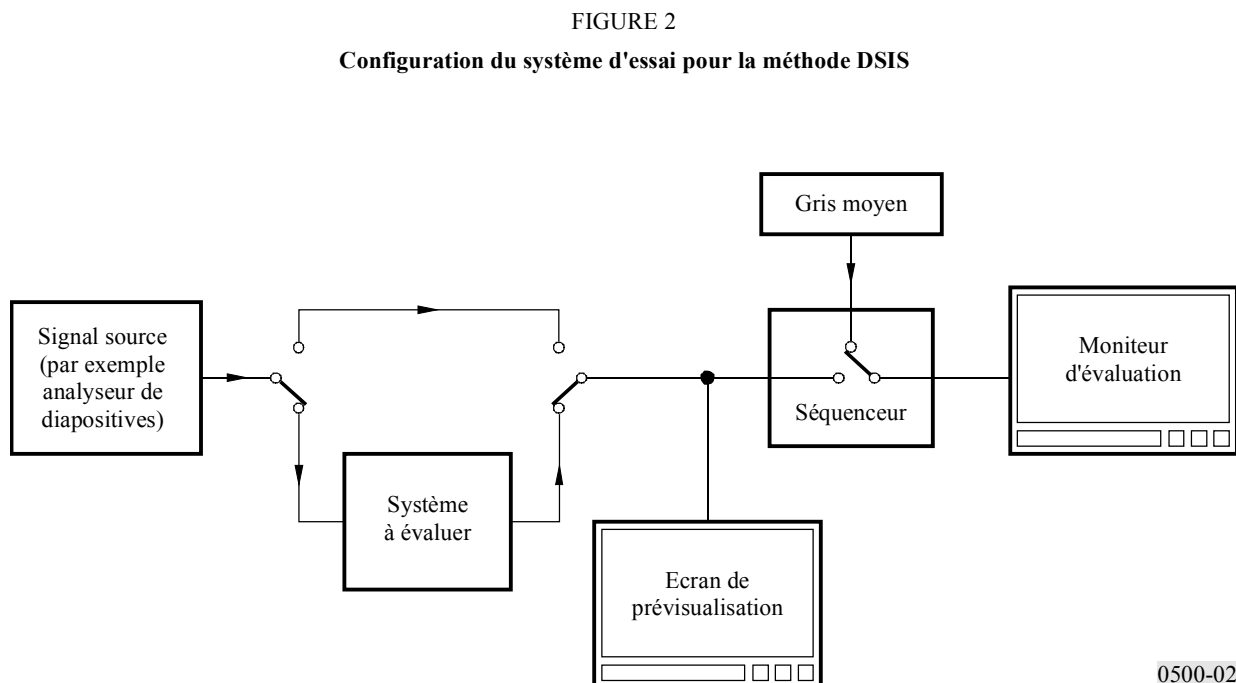 FIGURE 2
Configuration du système d'essai pour la méthode DSIS
Gris moyen
Signal source
(par exemple
analyseur de
diapositives)
Moniteur
d'évaluation
Séquenceur
Système
à évaluer
Ecran de
prévisualisation
0500-02